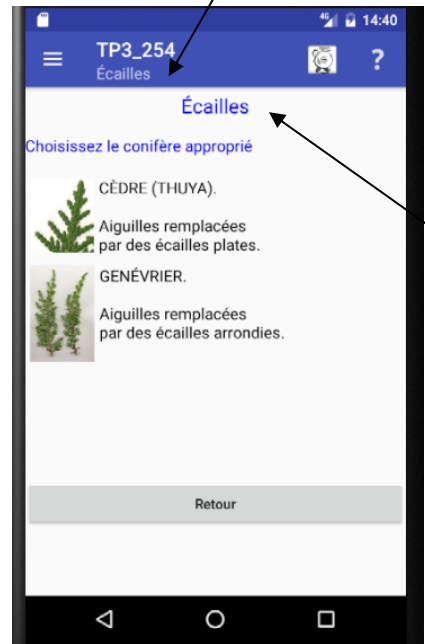 4G 14:40
TP3_254
Écailles
?
Écailles
Choisissez le conifère approprié
CÈDRE (THUYA).
Aiguilles remplacées
par des écailles plates.
GENÉVRIER.
Aiguilles remplacées
par des écailles arrondies.
Retour